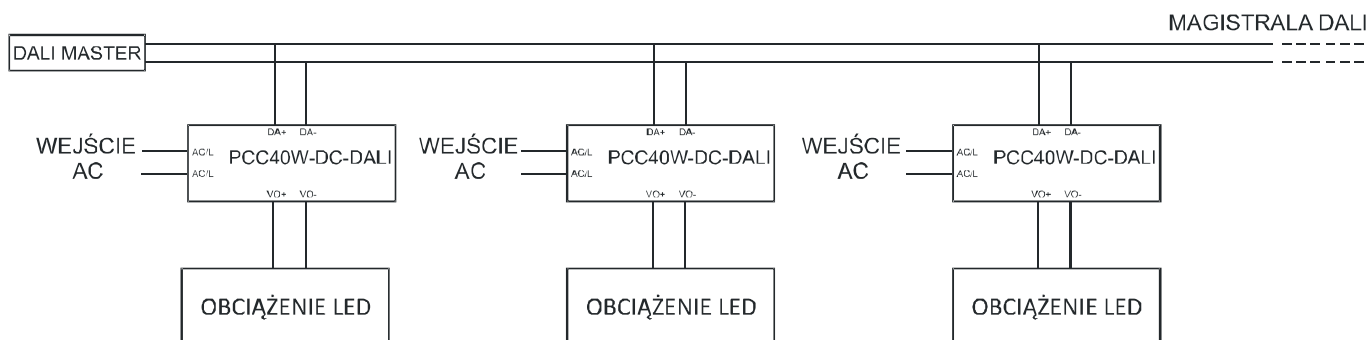 MAGISTRALA DALI
DALI MASTER
WEJŚCIE
AC
DA+ DA-
AC/L
AC/L
PCC40W-DC-DALI
VO+ VO-
OBCIĄŻENIE LED
WEJŚCIE
AC
DA+ DA-
AC/L
AC/L
PCC40W-DC-DALI
VO+ VO-
OBCIĄŻENIE LED
WEJŚCIE
AC
DA+ DA-
AC/L
AC/L
PCC40W-DC-DALI
VO+ VO-
OBCIĄŻENIE LED